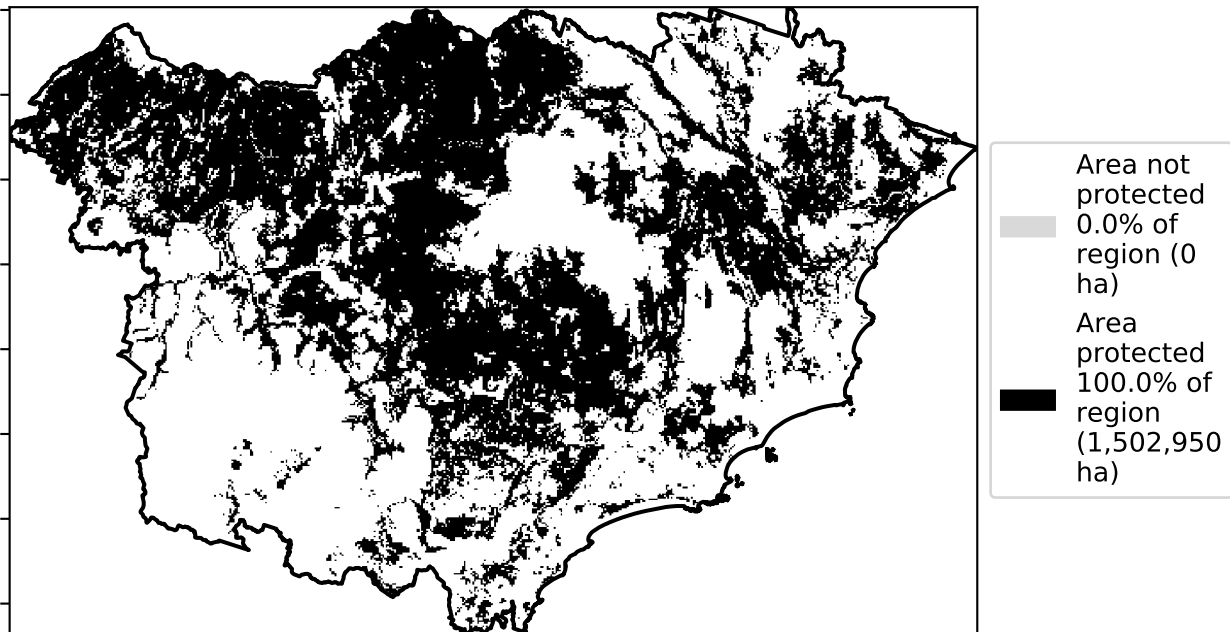 Area not
protected
0.0% of
region (0
ha)
Area
protected
100.0% of
region
(1,502,950
ha)